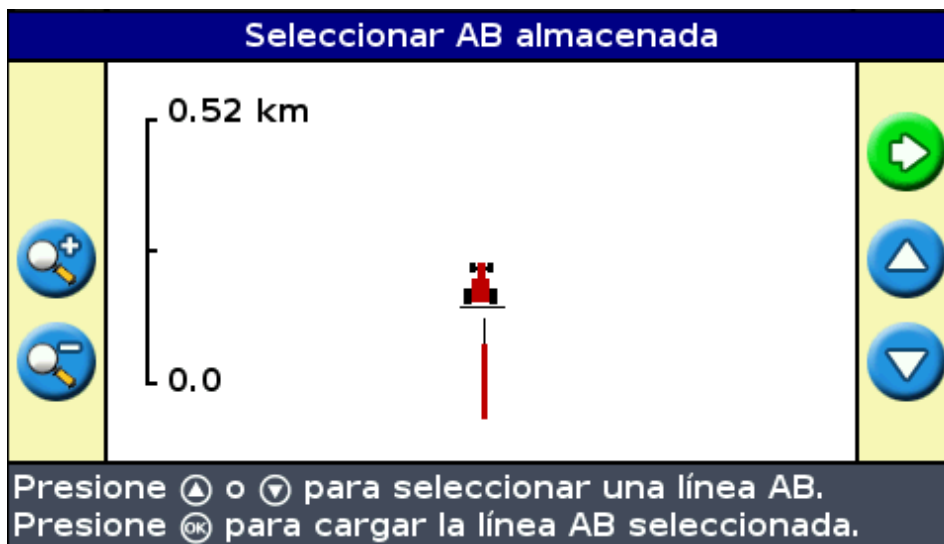 Seleccionar AB almacenada
0.52 km
0.0
Presione o para seleccionar una línea AB.
Presione OK para cargar la línea AB seleccionada.